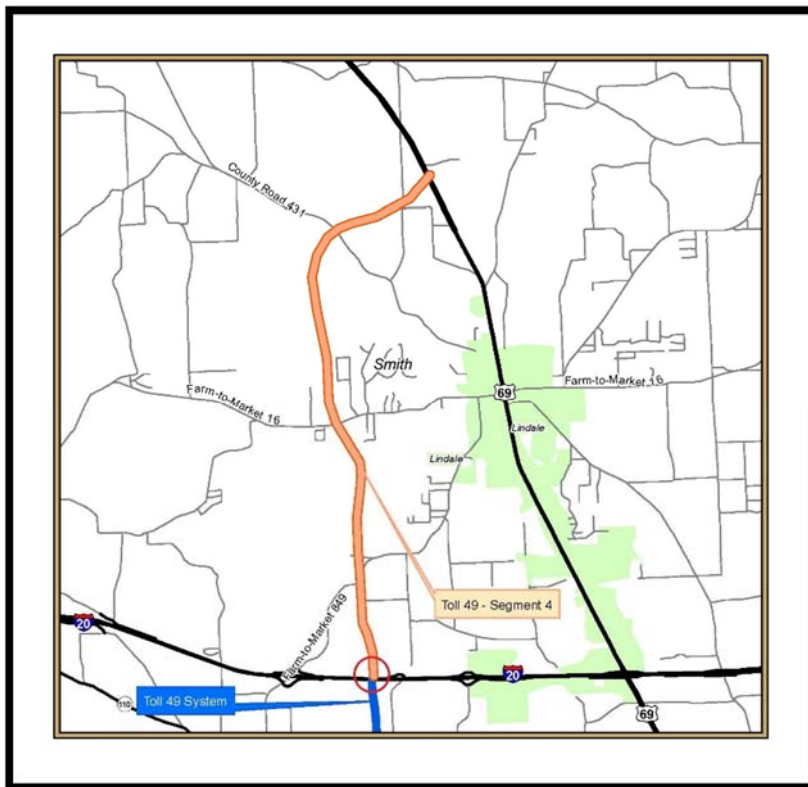 County Road 431
Smith
Farm-to-Market 16
Farm-to-Market 16
69
Lindale
Lindale
Toll 49 - Segment 4
Farm-to-Market 849
20
20
110
Toll 49 System
69